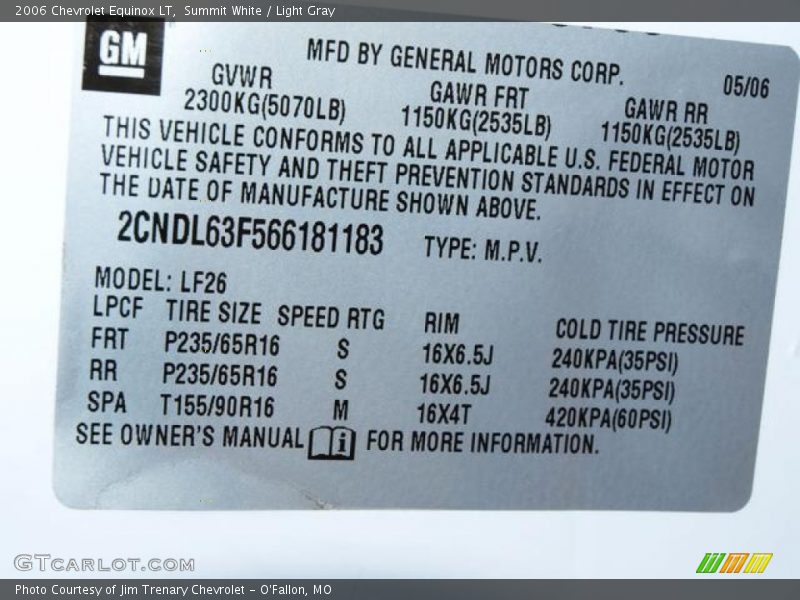 2006 Chevrolet Equinox LT,  Summit White / Light Gray
GM
MFD BY GENERAL MOTORS CORP.
05/06
GVWR GAWR FRT GAWR RR
2300KG(5070LB) 1150KG(2535LB) 1150KG(2535LB)
THIS VEHICLE CONFORMS TO ALL APPLICABLE U.S. FEDERAL MOTOR
VEHICLE SAFETY AND THEFT PREVENTION STANDARDS IN EFFECT ON
THE DATE OF MANUFACTURE SHOWN ABOVE.
2CNDL63F566181183 TYPE: M.P.V.
MODEL: LF26
LPCF TIRE SIZE SPEED RTG RIM COLD TIRE PRESSURE
FRT P235/65R16 S 16X6.5J 240KPA(35PSI)
RR P235/65R16 S 16X6.5J 240KPA(35PSI)
SPA T155/90R16 M 16X4T 420KPA(60PSI)
SEE OWNER'S MANUAL i FOR MORE INFORMATION.
GTCARLOT.COM
Photo Courtesy of Jim Trenary Chevrolet - O'Fallon, MO